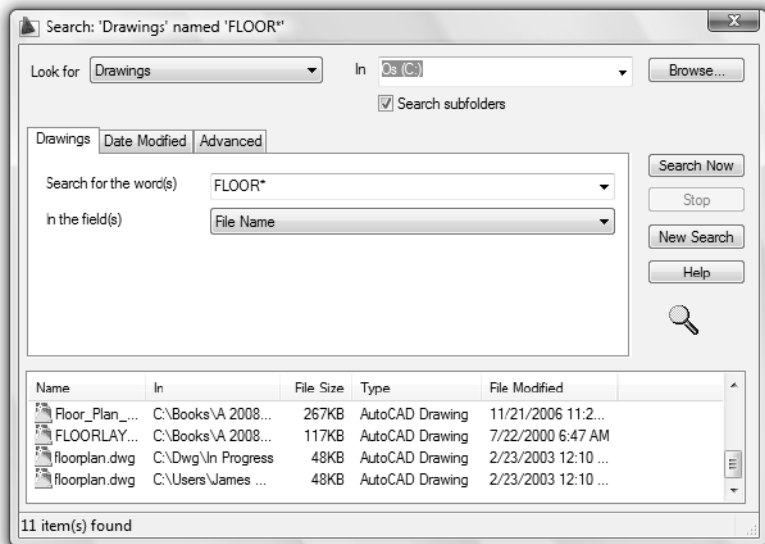 Search: 'Drawings' named 'FLOOR*'
X
Look for Drawings In Os (C:) Browse...
Search subfolders
Drawings Date Modified Advanced
Search for the word(s) FLOOR* Search Now
In the field(s) File Name Stop
New Search
Help
Name In File Size Type File Modified
Floor_Plan_... C:\Books\A 2008... 267KB AutoCAD Drawing 11/21/2006 11:2...
FLOORLAY... C:\Books\A 2008... 117KB AutoCAD Drawing 7/22/2000 6:47 AM
floorplan.dwg C:\Dwg\In Progress 48KB AutoCAD Drawing 2/23/2003 12:10 ...
floorplan.dwg C:\Users\James ... 48KB AutoCAD Drawing 2/23/2003 12:10 ...
11 item(s) found